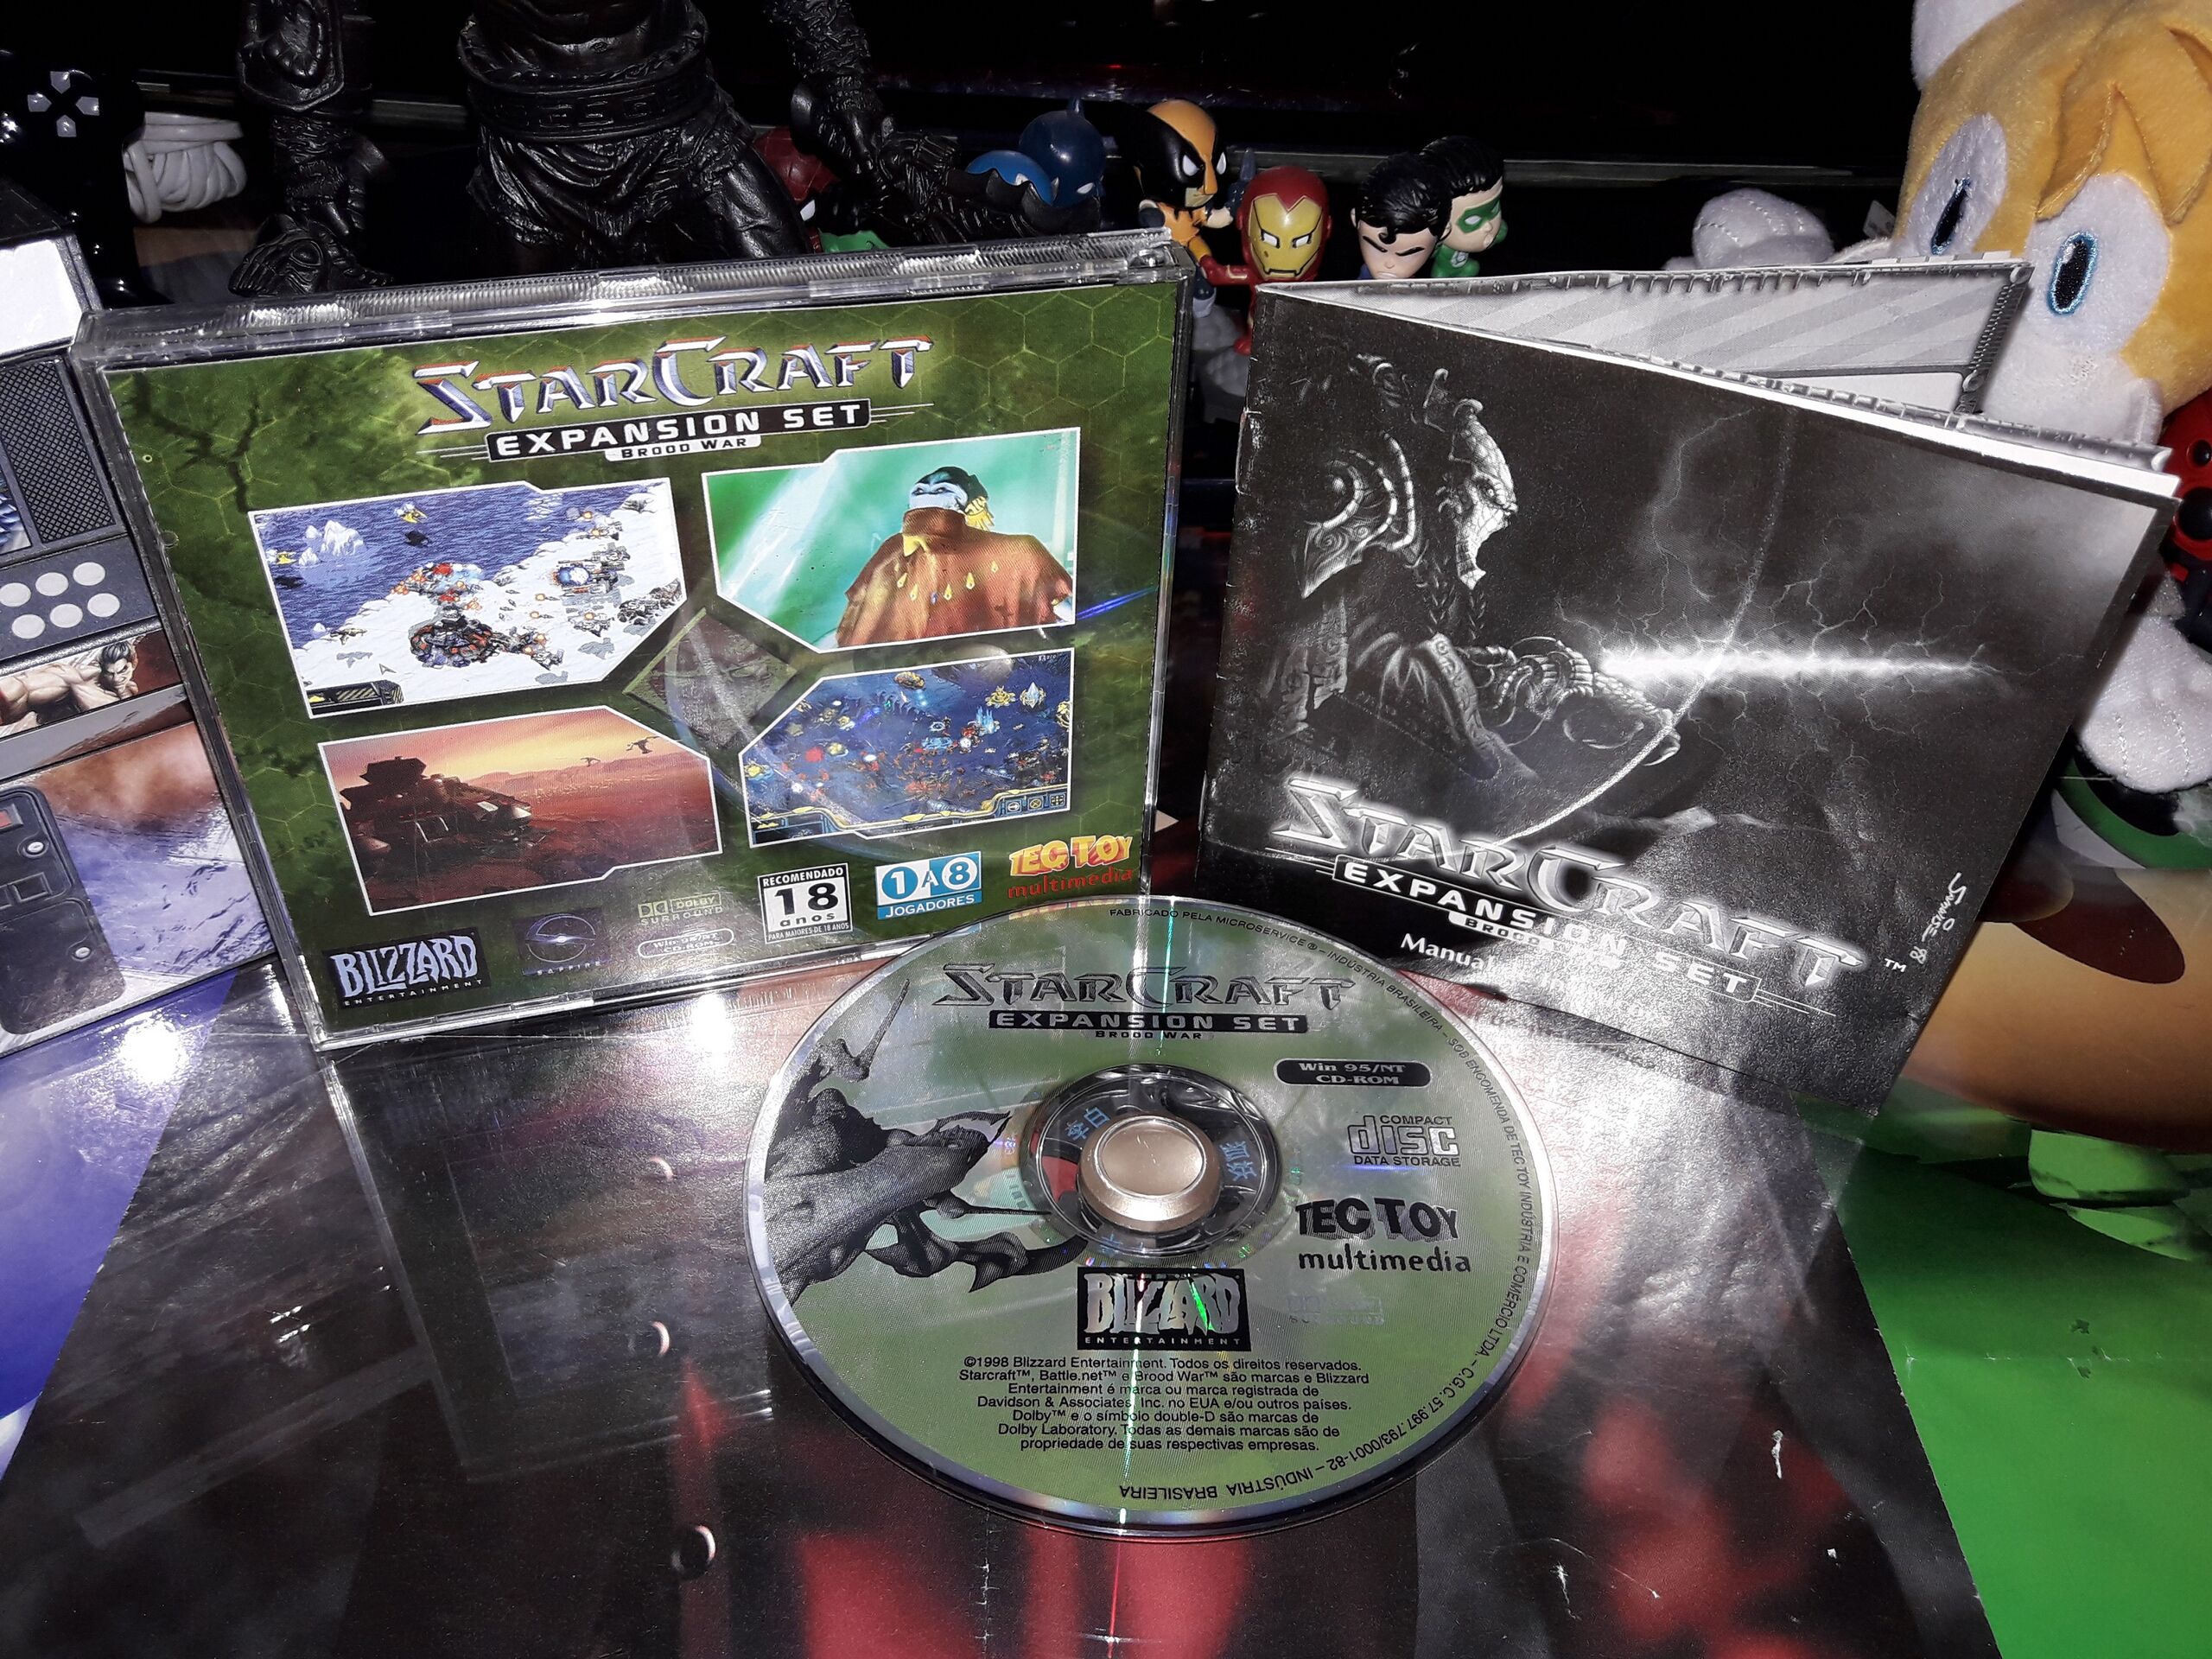 STARCRAFT
EXPANSION SET
BROOD WAR
RECOMENDADO
18
anos
PARA MAIORES DE 18 ANOS
1 A 8
JOGADORES
TEC TOY
multimedia
DOLBY
SURROUND
Win 95/NT
CD-ROM
BLIZZARD
ENTERTAINMENT
STARCRAFT
EXPANSION SET
BROOD WAR
Manual
TM
FABRICADO PELA MICROSERVICE® – INDÚSTRIA BRASILEIRA – SOB ENCOMENDA DE TEC TOY INDÚSTRIA E COMÉRCIO LTDA. – C.G.C. 57.997.793/0001-82 – INDÚSTRIA BRASILEIRA
STARCRAFT
EXPANSION SET
BROOD WAR
Win 95/NT
CD-ROM
COMPACT
disc
DATA STORAGE
TEC TOY
multimedia
BLIZZARD
ENTERTAINMENT
©1998 Blizzard Entertainment. Todos os direitos reservados.
Starcraft™, Battle.net™ e Brood War™ são marcas e Blizzard
Entertainment é marca ou marca registrada de
Davidson & Associates, Inc. no EUA e/ou outros países.
Dolby™ e o símbolo double-D são marcas de
Dolby Laboratory. Todas as demais marcas são de
propriedade de suas respectivas empresas.